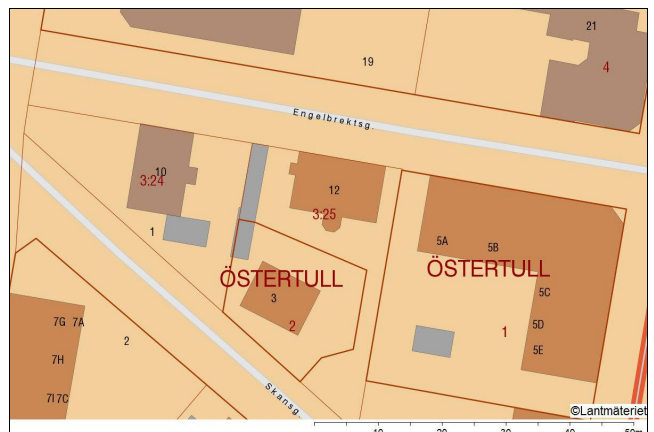 21
19
4
Engelbrektsg.
10
3:24
12
3:25
1
5A
5B
ÖSTERTULL
ÖSTERTULL
5C
3
2
7G 7A
2
5D
1
7H
5E
7I 7C
Skansg.
©Lantmäteriet
10 20 30 40 50m